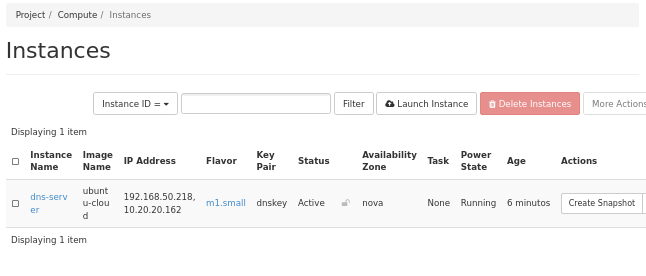 Project / Compute / Instances
Instances
Instance ID = Filter Launch Instance Delete Instances More Actions
Displaying 1 item
Instance Name Image Name IP Address Flavor Key Pair Status Availability Zone Task Power State Age Actions
dns-server ubuntu-cloud 192.168.50.218, 10.20.20.162 m1.small dnskey Active nova None Running 6 minutos Create Snapshot
Displaying 1 item